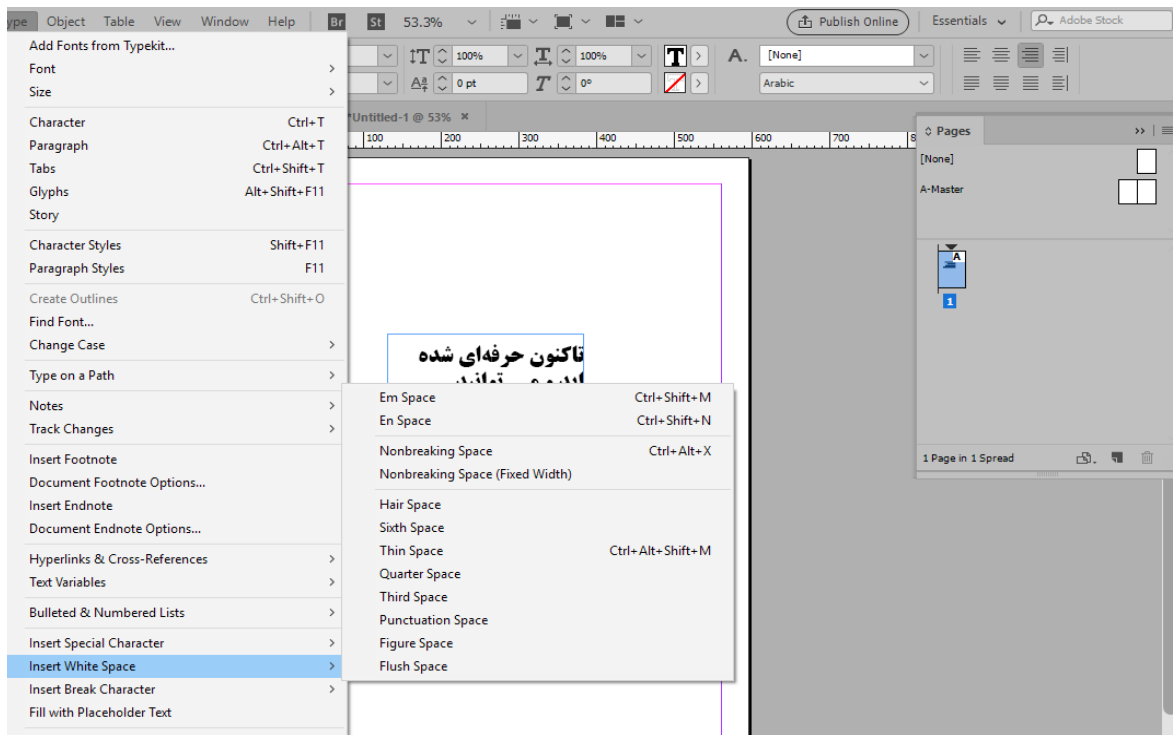 ype Object Table View Window Help Br St 53.3% Publish Online Essentials Adobe Stock
Add Fonts from Typekit...
Font
Size
Character Ctrl+T
Paragraph Ctrl+Alt+T
Tabs Ctrl+Shift+T
Glyphs Alt+Shift+F11
Story
Character Styles Shift+F11
Paragraph Styles F11
Create Outlines Ctrl+Shift+O
Find Font...
Change Case
Type on a Path
Notes
Track Changes
Insert Footnote
Document Footnote Options...
Insert Endnote
Document Endnote Options...
Hyperlinks & Cross-References
Text Variables
Bulleted & Numbered Lists
Insert Special Character
Insert White Space
Insert Break Character
Fill with Placeholder Text
100% 100% T A. [None]
0 pt 0° Arabic
*Untitled-1 @ 53% ×
100 200 300 400 500 600 700 8
تاکنون حرفه‌ای شده
Em Space Ctrl+Shift+M
En Space Ctrl+Shift+N
Nonbreaking Space Ctrl+Alt+X
Nonbreaking Space (Fixed Width)
Hair Space
Sixth Space
Thin Space Ctrl+Alt+Shift+M
Quarter Space
Third Space
Punctuation Space
Figure Space
Flush Space
Pages
[None]
A-Master
A
1
1 Page in 1 Spread